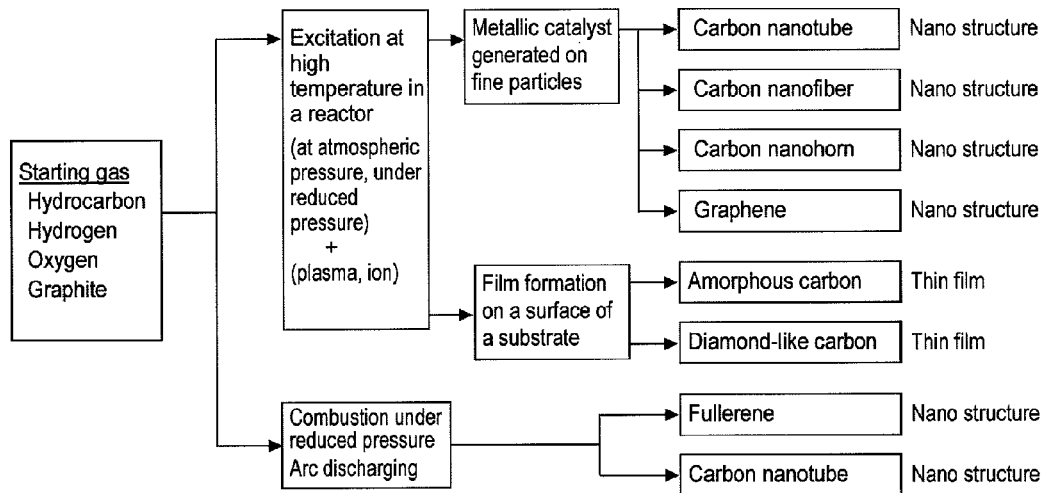 Starting gas
Hydrocarbon
Hydrogen
Oxygen
Graphite
Excitation at
high
temperature in
a reactor
(at atmospheric
pressure, under
reduced
pressure)
+
(plasma, ion)
Metallic catalyst
generated on
fine particles
Carbon nanotube Nano structure
Carbon nanofiber Nano structure
Carbon nanohorn Nano structure
Graphene Nano structure
Film formation
on a surface of
a substrate
Amorphous carbon Thin film
Diamond-like carbon Thin film
Combustion under
reduced pressure
Arc discharging
Fullerene Nano structure
Carbon nanotube Nano structure